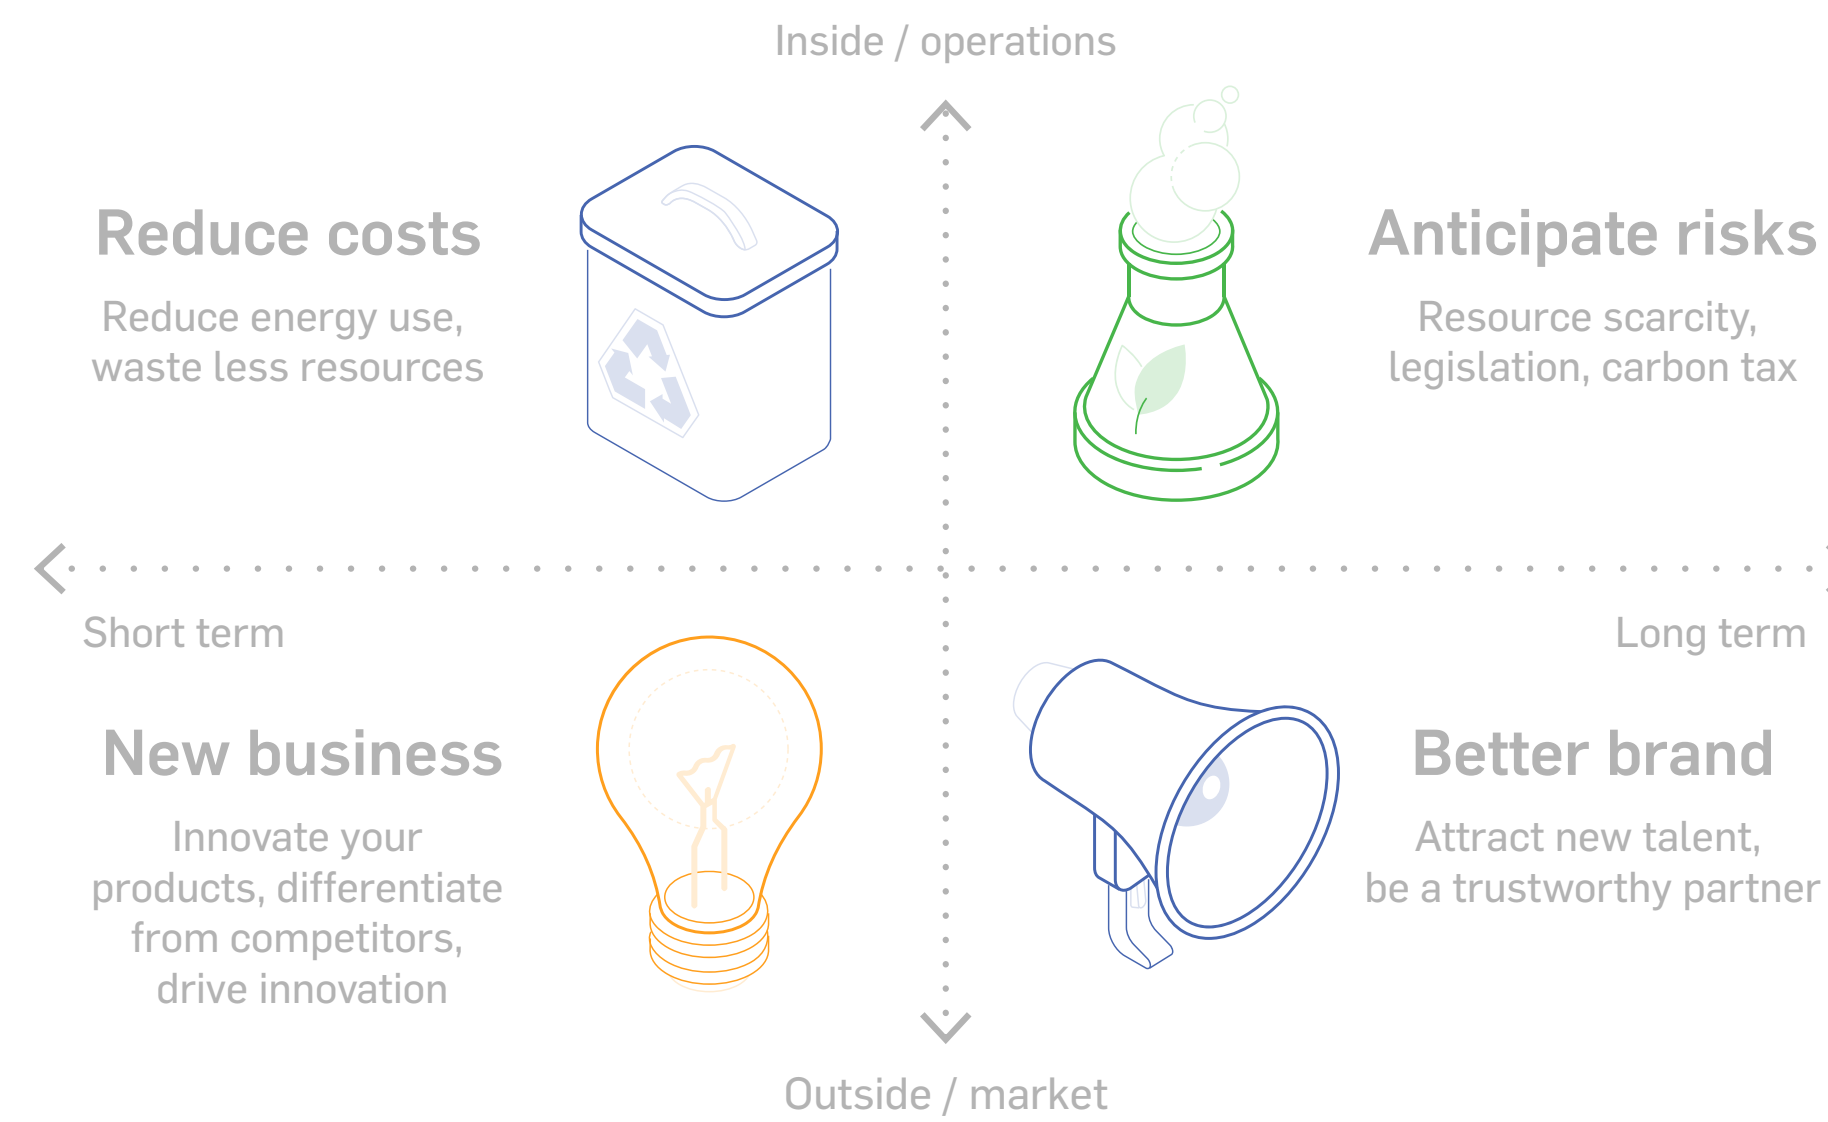 Inside / operations
Reduce costs
Reduce energy use,
waste less resources
Anticipate risks
Resource scarcity,
legislation, carbon tax
Short term
Long term
New business
Innovate your
products, differentiate
from competitors,
drive innovation
Better brand
Attract new talent,
be a trustworthy partner
Outside / market